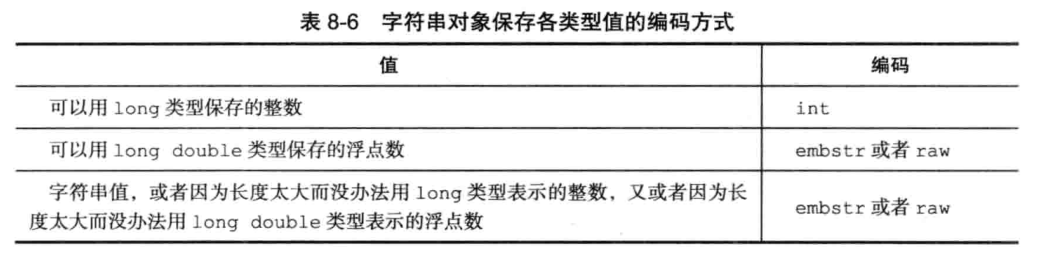 表 8-6 字符串对象保存各类型值的编码方式
值 编码
可以用 long 类型保存的整数 int
可以用 long double 类型保存的浮点数 embstr 或者 raw
字符串值，或者因为长度太大而没办法用 long 类型表示的整数，又或者因为长
度太大而没办法用 long double 类型表示的浮点数 embstr 或者 raw